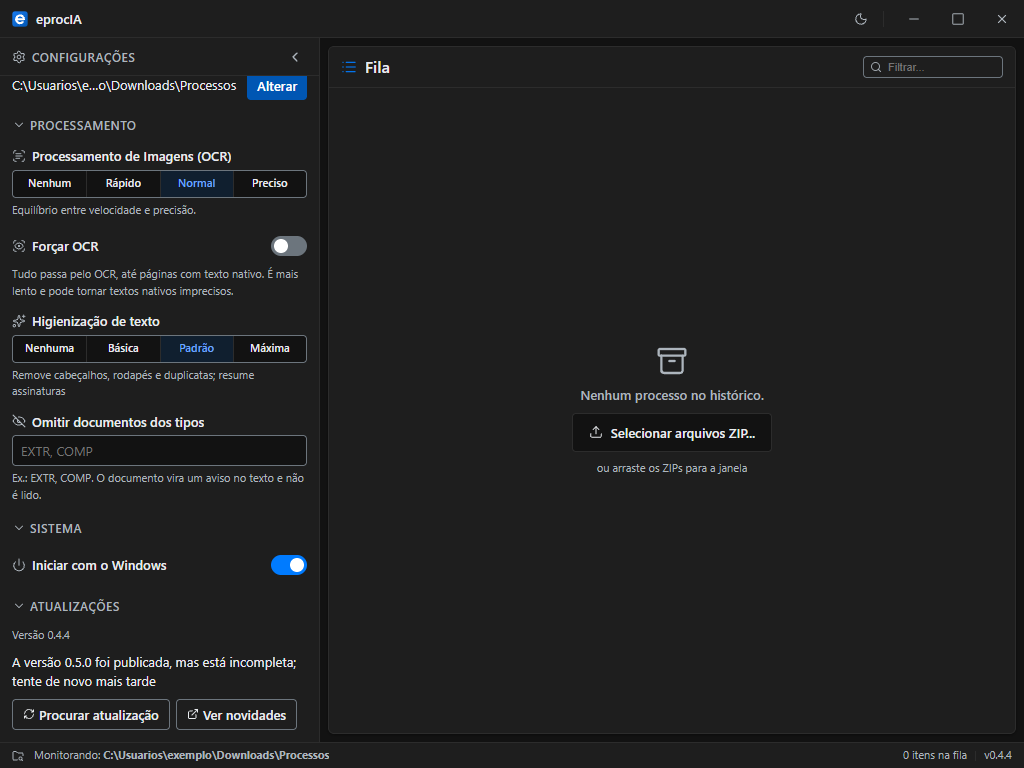 eprocIA
CONFIGURAÇÕES
C:\Usuarios\e...o\Downloads\Processos
Alterar
PROCESSAMENTO
Processamento de Imagens (OCR)
Nenhum Rápido Normal Preciso
Equilíbrio entre velocidade e precisão.
Forçar OCR
Tudo passa pelo OCR, até páginas com texto nativo. É mais
lento e pode tornar textos nativos imprecisos.
Higienização de texto
Nenhuma Básica Padrão Máxima
Remove cabeçalhos, rodapés e duplicatas; resume
assinaturas
Omitir documentos dos tipos
EXTR, COMP
Ex.: EXTR, COMP. O documento vira um aviso no texto e não
é lido.
SISTEMA
Iniciar com o Windows
ATUALIZAÇÕES
Versão 0.4.4
A versão 0.5.0 foi publicada, mas está incompleta;
tente de novo mais tarde
Procurar atualização Ver novidades
Fila
Filtrar...
Nenhum processo no histórico.
Selecionar arquivos ZIP...
ou arraste os ZIPs para a janela
Monitorando: C:\Usuarios\exemplo\Downloads\Processos
0 itens na fila v0.4.4